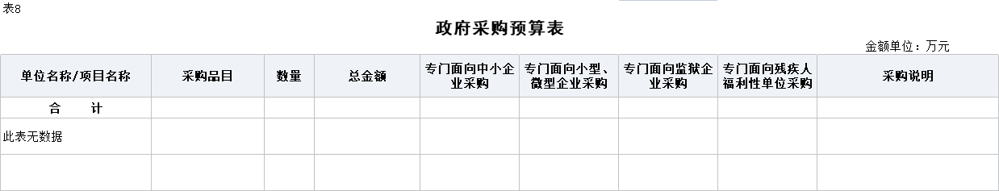 表8
政府采购预算表
金额单位：万元
单位名称/项目名称 采购品目 数量 总金额 专门面向中小企业采购 专门面向小型、微型企业采购 专门面向监狱企业采购 专门面向残疾人福利性单位采购 采购说明
合 计
此表无数据